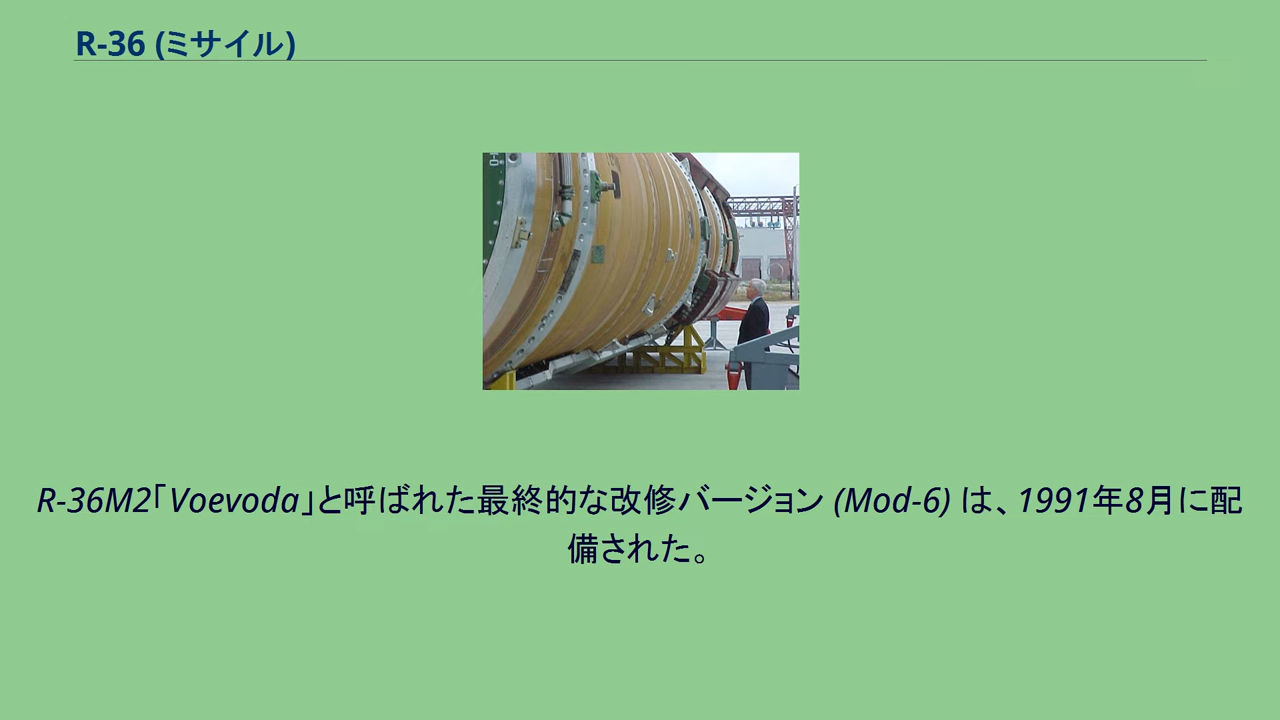 R-36 (ミサイル)
R-36M2「Voevoda」と呼ばれた最終的な改修バージョン (Mod-6) は、1991年8月に配
備された。